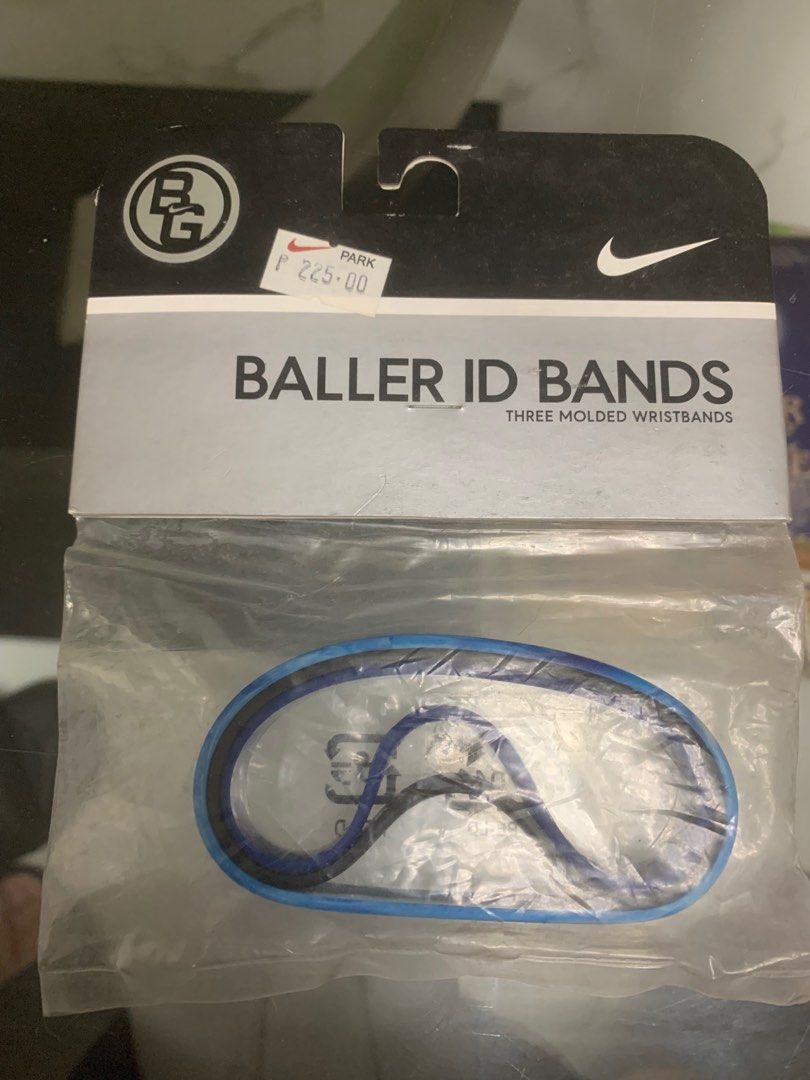 BG
PARK
₱ 225.00
BALLER ID BANDS
THREE MOLDED WRISTBANDS